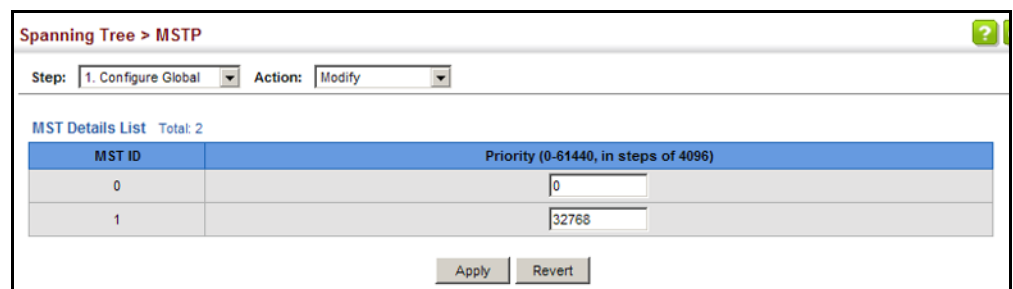 Spanning Tree > MSTP
?
Step: 1. Configure Global Action: Modify
MST Details List Total: 2
MST ID Priority (0-61440, in steps of 4096)
0 0
1 32768
Apply Revert